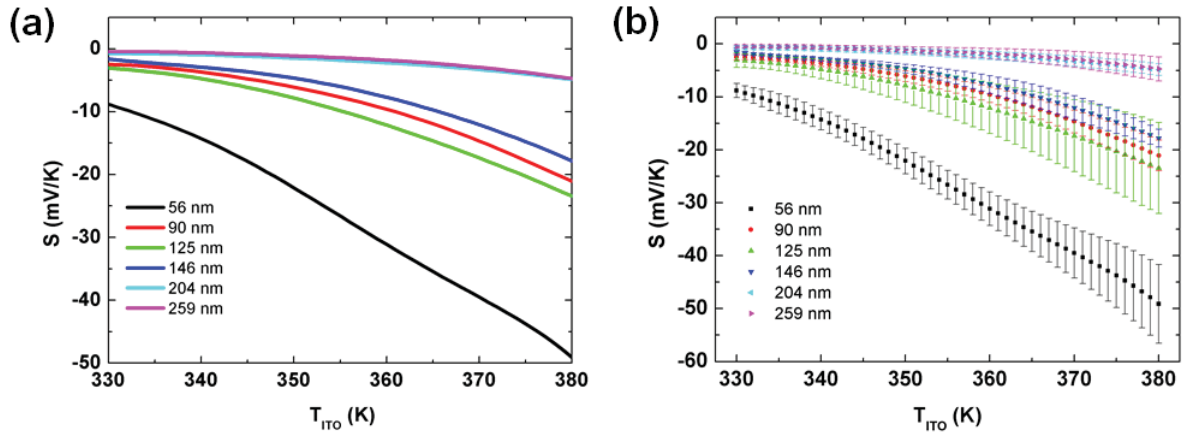 (a)
0
-10
-20
-30
-40
-50
S (mV/K)
56 nm
90 nm
125 nm
146 nm
204 nm
259 nm
330 340 350 360 370 380
T_ITO (K)
(b)
0
-10
-20
-30
-40
-50
-60
S (mV/K)
56 nm
90 nm
125 nm
146 nm
204 nm
259 nm
330 340 350 360 370 380
T_ITO (K)